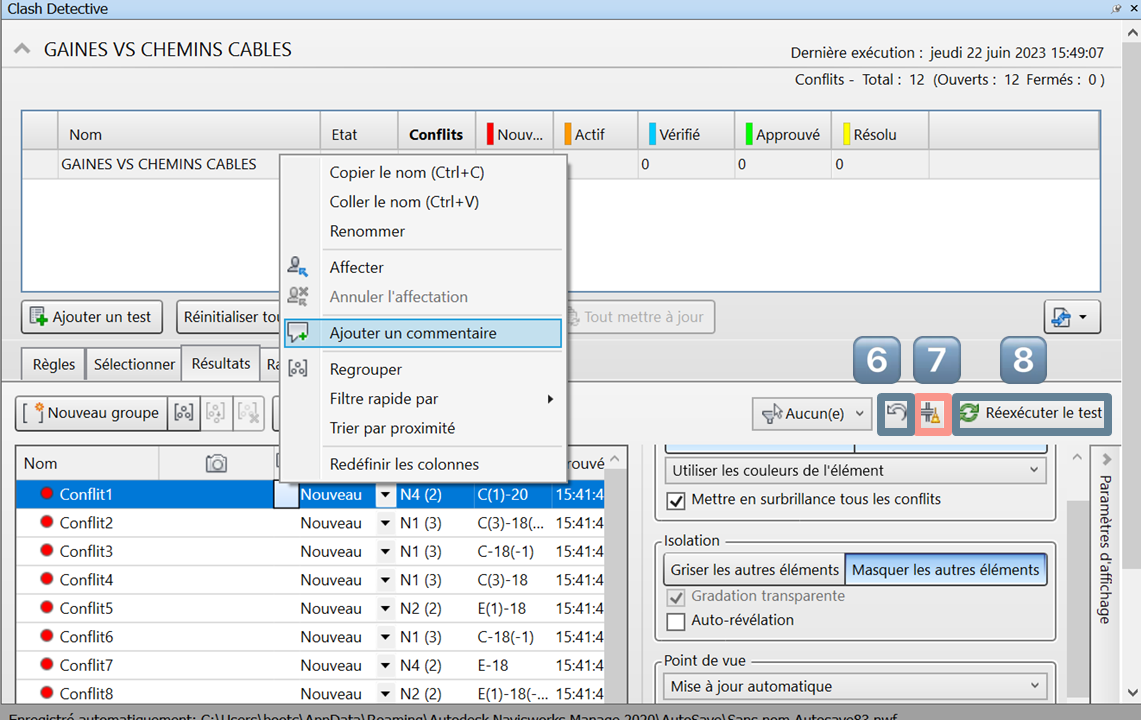 Clash Detective
GAINES VS CHEMINS CABLES
Dernière exécution : jeudi 22 juin 2023 15:49:07
Conflits - Total : 12 (Ouverts : 12 Fermés : 0 )
Nom Etat Conflits Nouv... Actif Vérifié Approuvé Résolu
GAINES VS CHEMINS CABLES 0 0 0
Copier le nom (Ctrl+C)
Coller le nom (Ctrl+V)
Renommer
Affecter
Annuler l'affectation
Ajouter un commentaire
Regrouper
Filtre rapide par
Trier par proximité
Redéfinir les colonnes
Ajouter un test Réinitialiser tou Tout mettre à jour
Règles Sélectionner Résultats Ra
6 7 8
Nouveau groupe Aucun(e) Réexécuter le test
Nom rouvé
Conflit1 Nouveau N4 (2) C(1)-20 15:41:4
Conflit2 Nouveau N1 (3) C(3)-18(... 15:41:4
Conflit3 Nouveau N1 (3) C-18(-1) 15:41:4
Conflit4 Nouveau N1 (3) C(3)-18 15:41:4
Conflit5 Nouveau N2 (2) E(1)-18 15:41:4
Conflit6 Nouveau N1 (3) C-18(-1) 15:41:4
Conflit7 Nouveau N4 (2) E-18 15:41:4
Conflit8 Nouveau N2 (2) E(1)-18(-... 15:41:4
Utiliser les couleurs de l'élément
Mettre en surbrillance tous les conflits
Isolation
Griser les autres éléments Masquer les autres éléments
Gradation transparente
Auto-révélation
Point de vue
Mise à jour automatique
Paramètres d'affichage
Enregistré automatiquement: C:\Users\boots\AppData\Roaming\Autodesk Navisworks Manage 2020\AutoSave\Sans nom.Autosave83.nwf